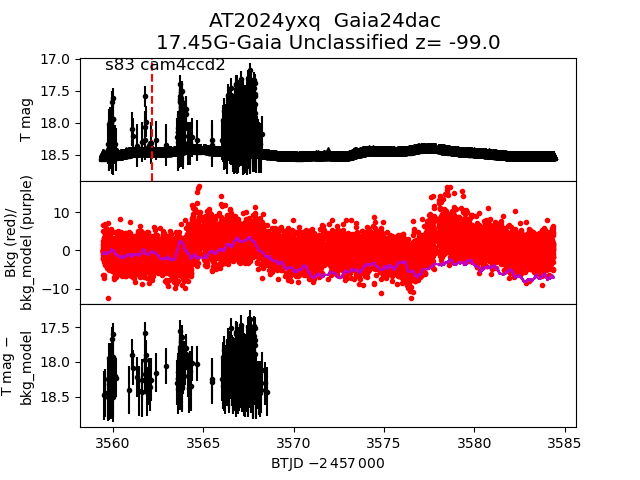 AT2024yxq  Gaia24dac
17.45G-Gaia Unclassified z= -99.0
s83 cam4ccd2
T mag
17.0
17.5
18.0
18.5
Bkg (red)/
bkg_model (purple)
10
0
−10
T mag −
bkg_model
17.5
18.0
18.5
3560
3565
3570
3575
3580
3585
BTJD −2 457 000